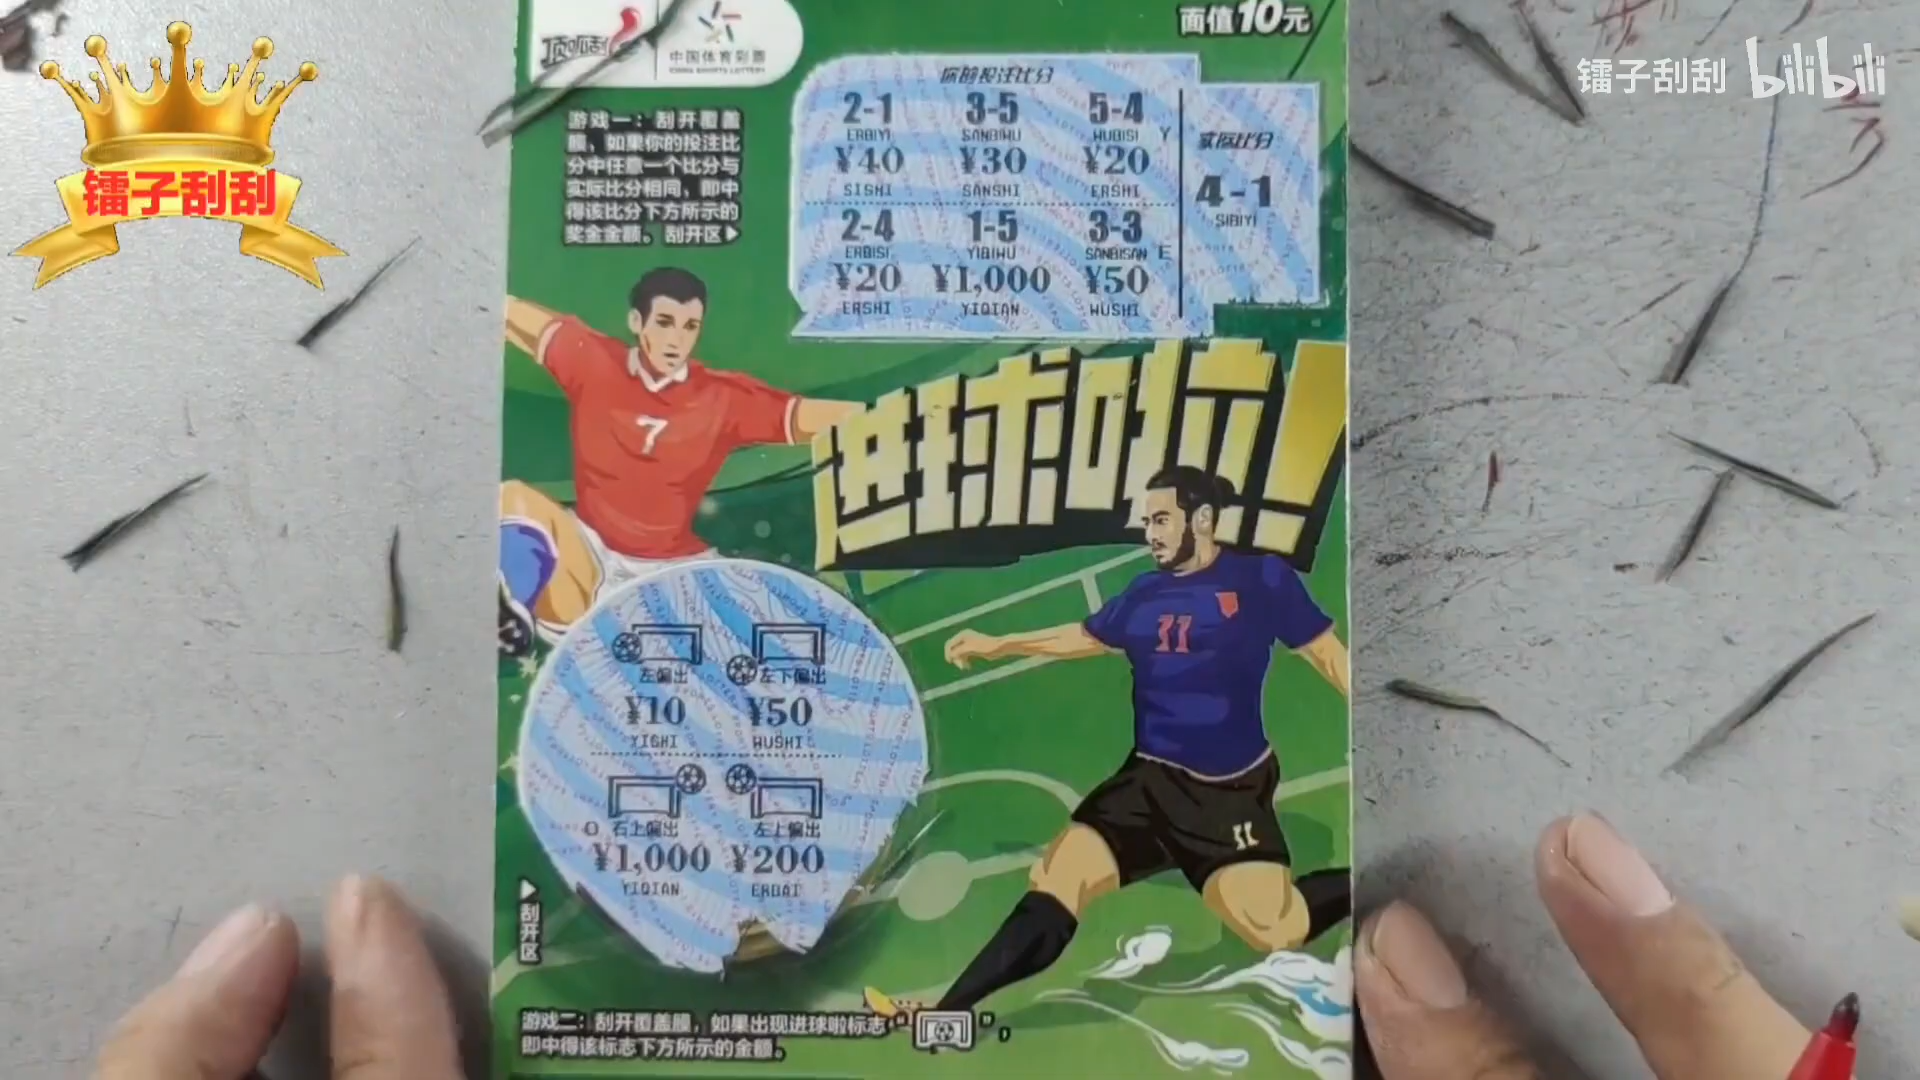 顶呱刮
中国体育彩票
CHINA SPORTS LOTTERY
面值10元
镭子刮刮 bilibili
镭子刮刮
游戏一：刮开覆盖
膜，如果你的投注比
分中任意一个比分与
实际比分相同，即中
得该比分下方所示的
奖金金额。刮开区▶
你的投注比分
2-1 3-5 5-4
ERBIYI SANBIWU WUBISI Y
¥40 ¥30 ¥20
SISHI SANSHI ERSHI
2-4 1-5 3-3
ERBISI YIBIWU SANBISAN E
¥20 ¥1,000 ¥50
ERSHI YIQIAN WUSHI
实际比分
4-1
SIBIYI
进球啦!
7
11
11
左偏出 左下偏出
¥10 ¥50
YISHI WUSHI
O 右上偏出 左上偏出
¥1,000 ¥200
YIQIAN ERBAI
▶刮开区
游戏二：刮开覆盖膜，如果出现进球啦标志“ ”，
即中得该标志下方所示的金额。